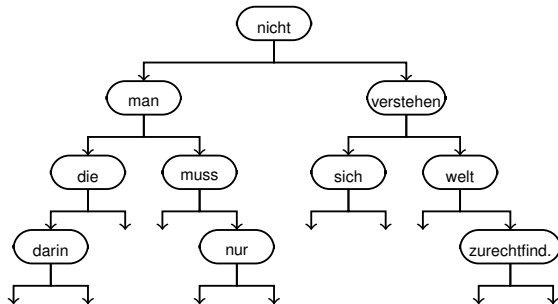 nicht
man verstehen
die muss sich welt
darin nur zurechtfind.